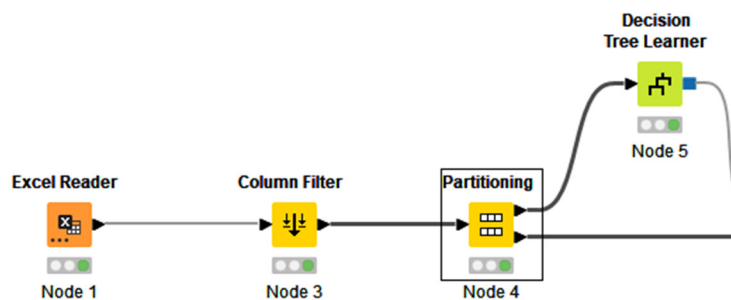 Decision
Tree Learner
Node 5
Excel Reader
Column Filter
Partitioning
Node 1
Node 3
Node 4